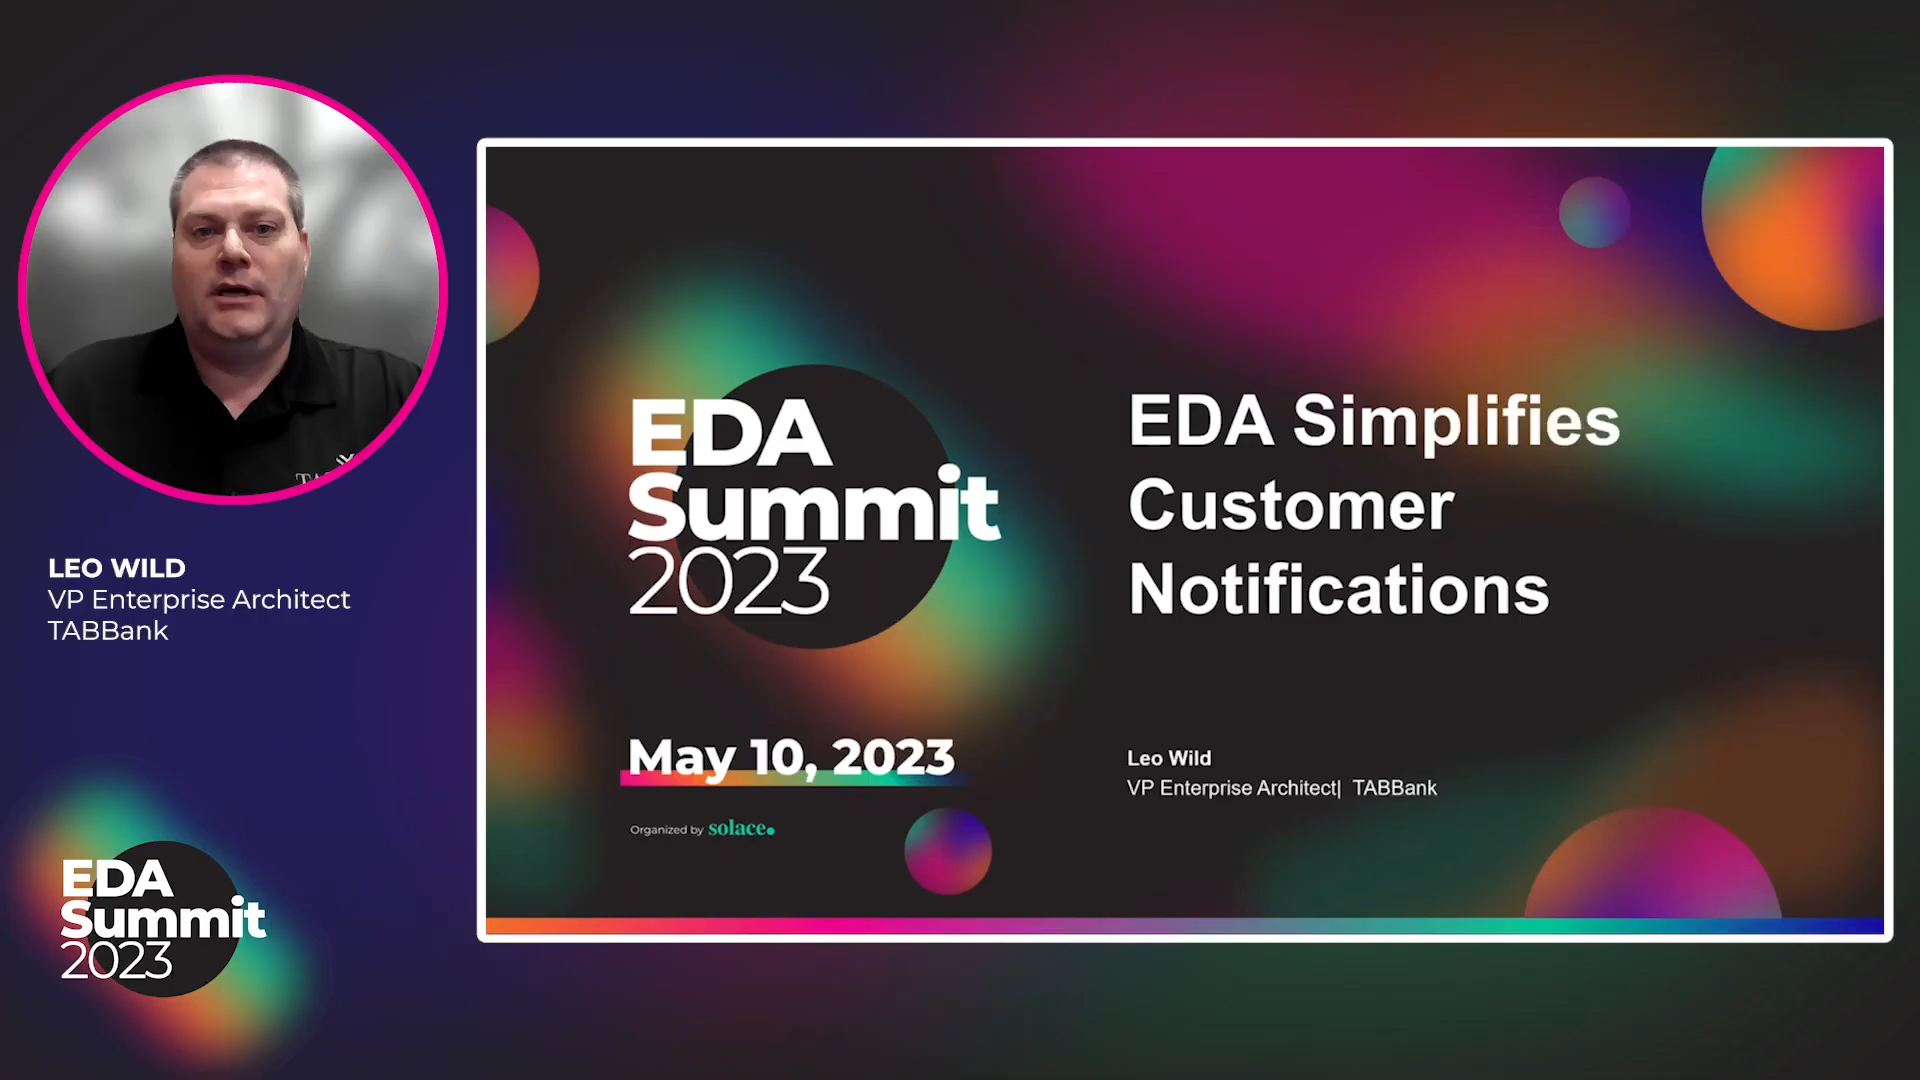 LEO WILD
VP Enterprise Architect
TABBank
EDA
Summit
2023
EDA
Summit
2023
May 10, 2023
Organized by solace
EDA Simplifies
Customer
Notifications
Leo Wild
VP Enterprise Architect| TABBank